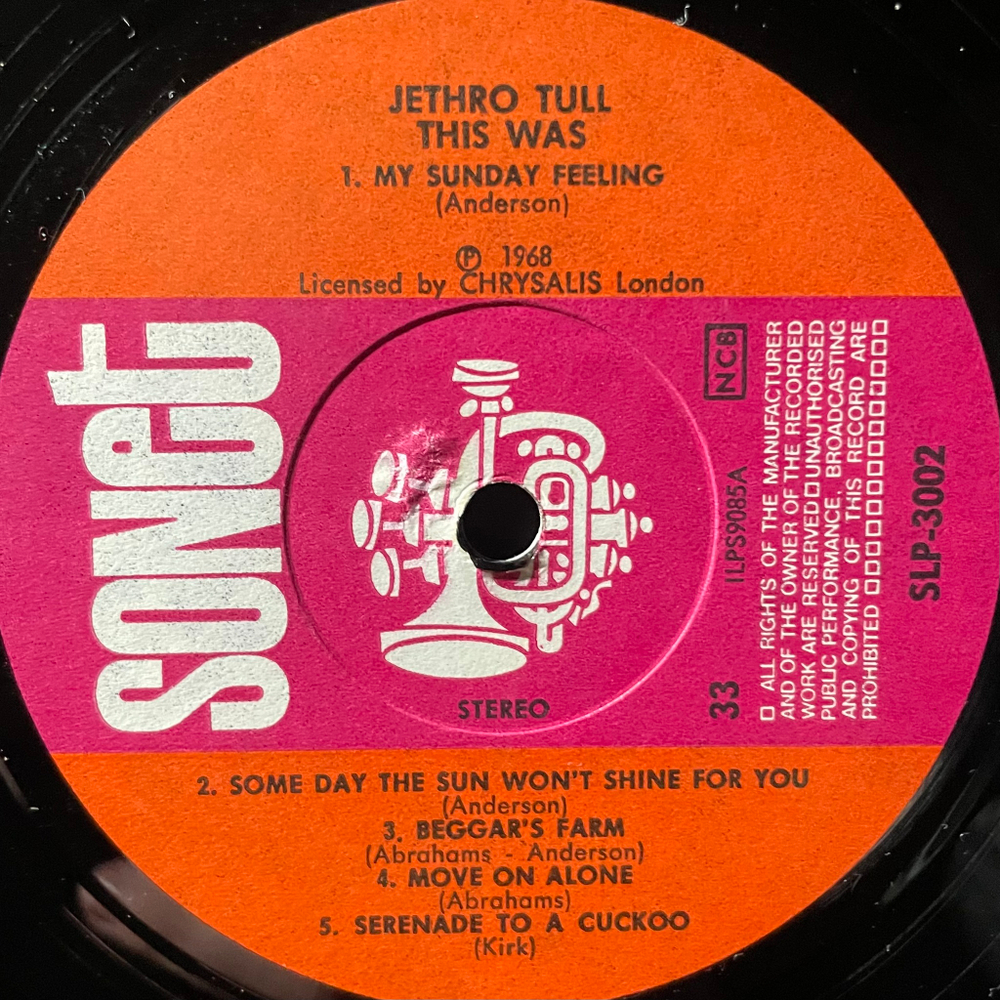 JETHRO TULL
THIS WAS
1. MY SUNDAY FEELING
(Anderson)
Ⓟ 1968
Licensed by CHRYSALIS London
SONET
NCB
ILPS9085A
33
□ ALL RIGHTS OF THE MANUFACTURER
AND OF THE OWNER OF THE RECORDED
WORK ARE RESERVED □ UNAUTHORISED
PUBLIC PERFORMANCE, BROADCASTING
AND COPYING OF THIS RECORD ARE
PROHIBITED □□□□□□□□□□□□□□
SLP-3002
STEREO
2. SOME DAY THE SUN WON'T SHINE FOR YOU
(Anderson)
3. BEGGAR'S FARM
(Abrahams - Anderson)
4. MOVE ON ALONE
(Abrahams)
5. SERENADE TO A CUCKOO
(Kirk)